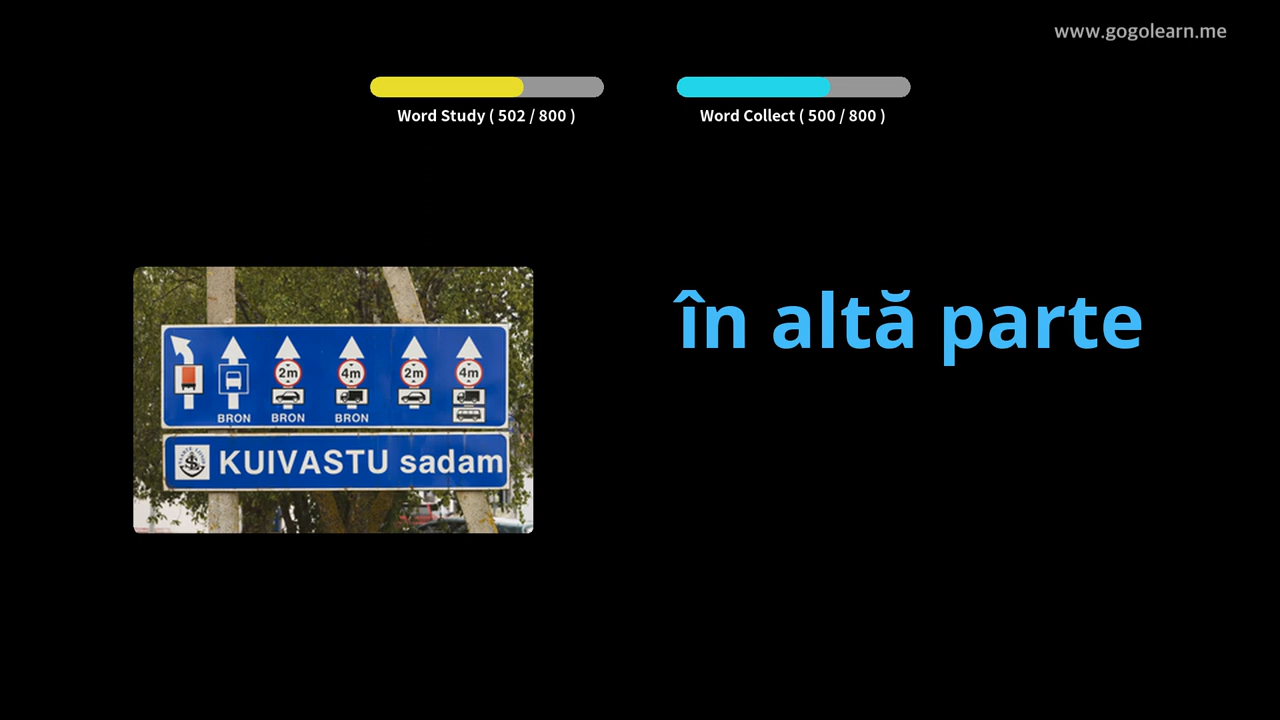 www.gogolearn.me
Word Study ( 502 / 800 )
Word Collect ( 500 / 800 )
în altă parte
2m 4m 2m 4m
BRON BRON BRON
KUIVASTU sadam